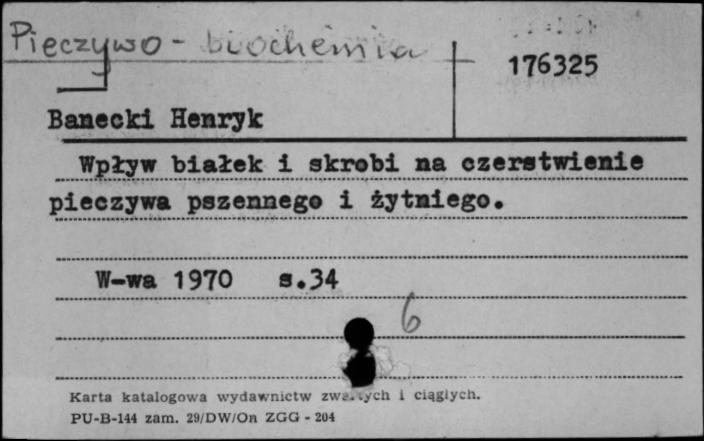 Pieczywo - biochemia
176325
Banecki Henryk
Wpływ białek i skrobi na czerstwienie
pieczywa pszennego i żytniego.
W-wa 1970 s.34
6
Karta katalogowa wydawnictw zwartych i ciągłych.
PU-B-144 zam. 29/DW/On ZGG - 204